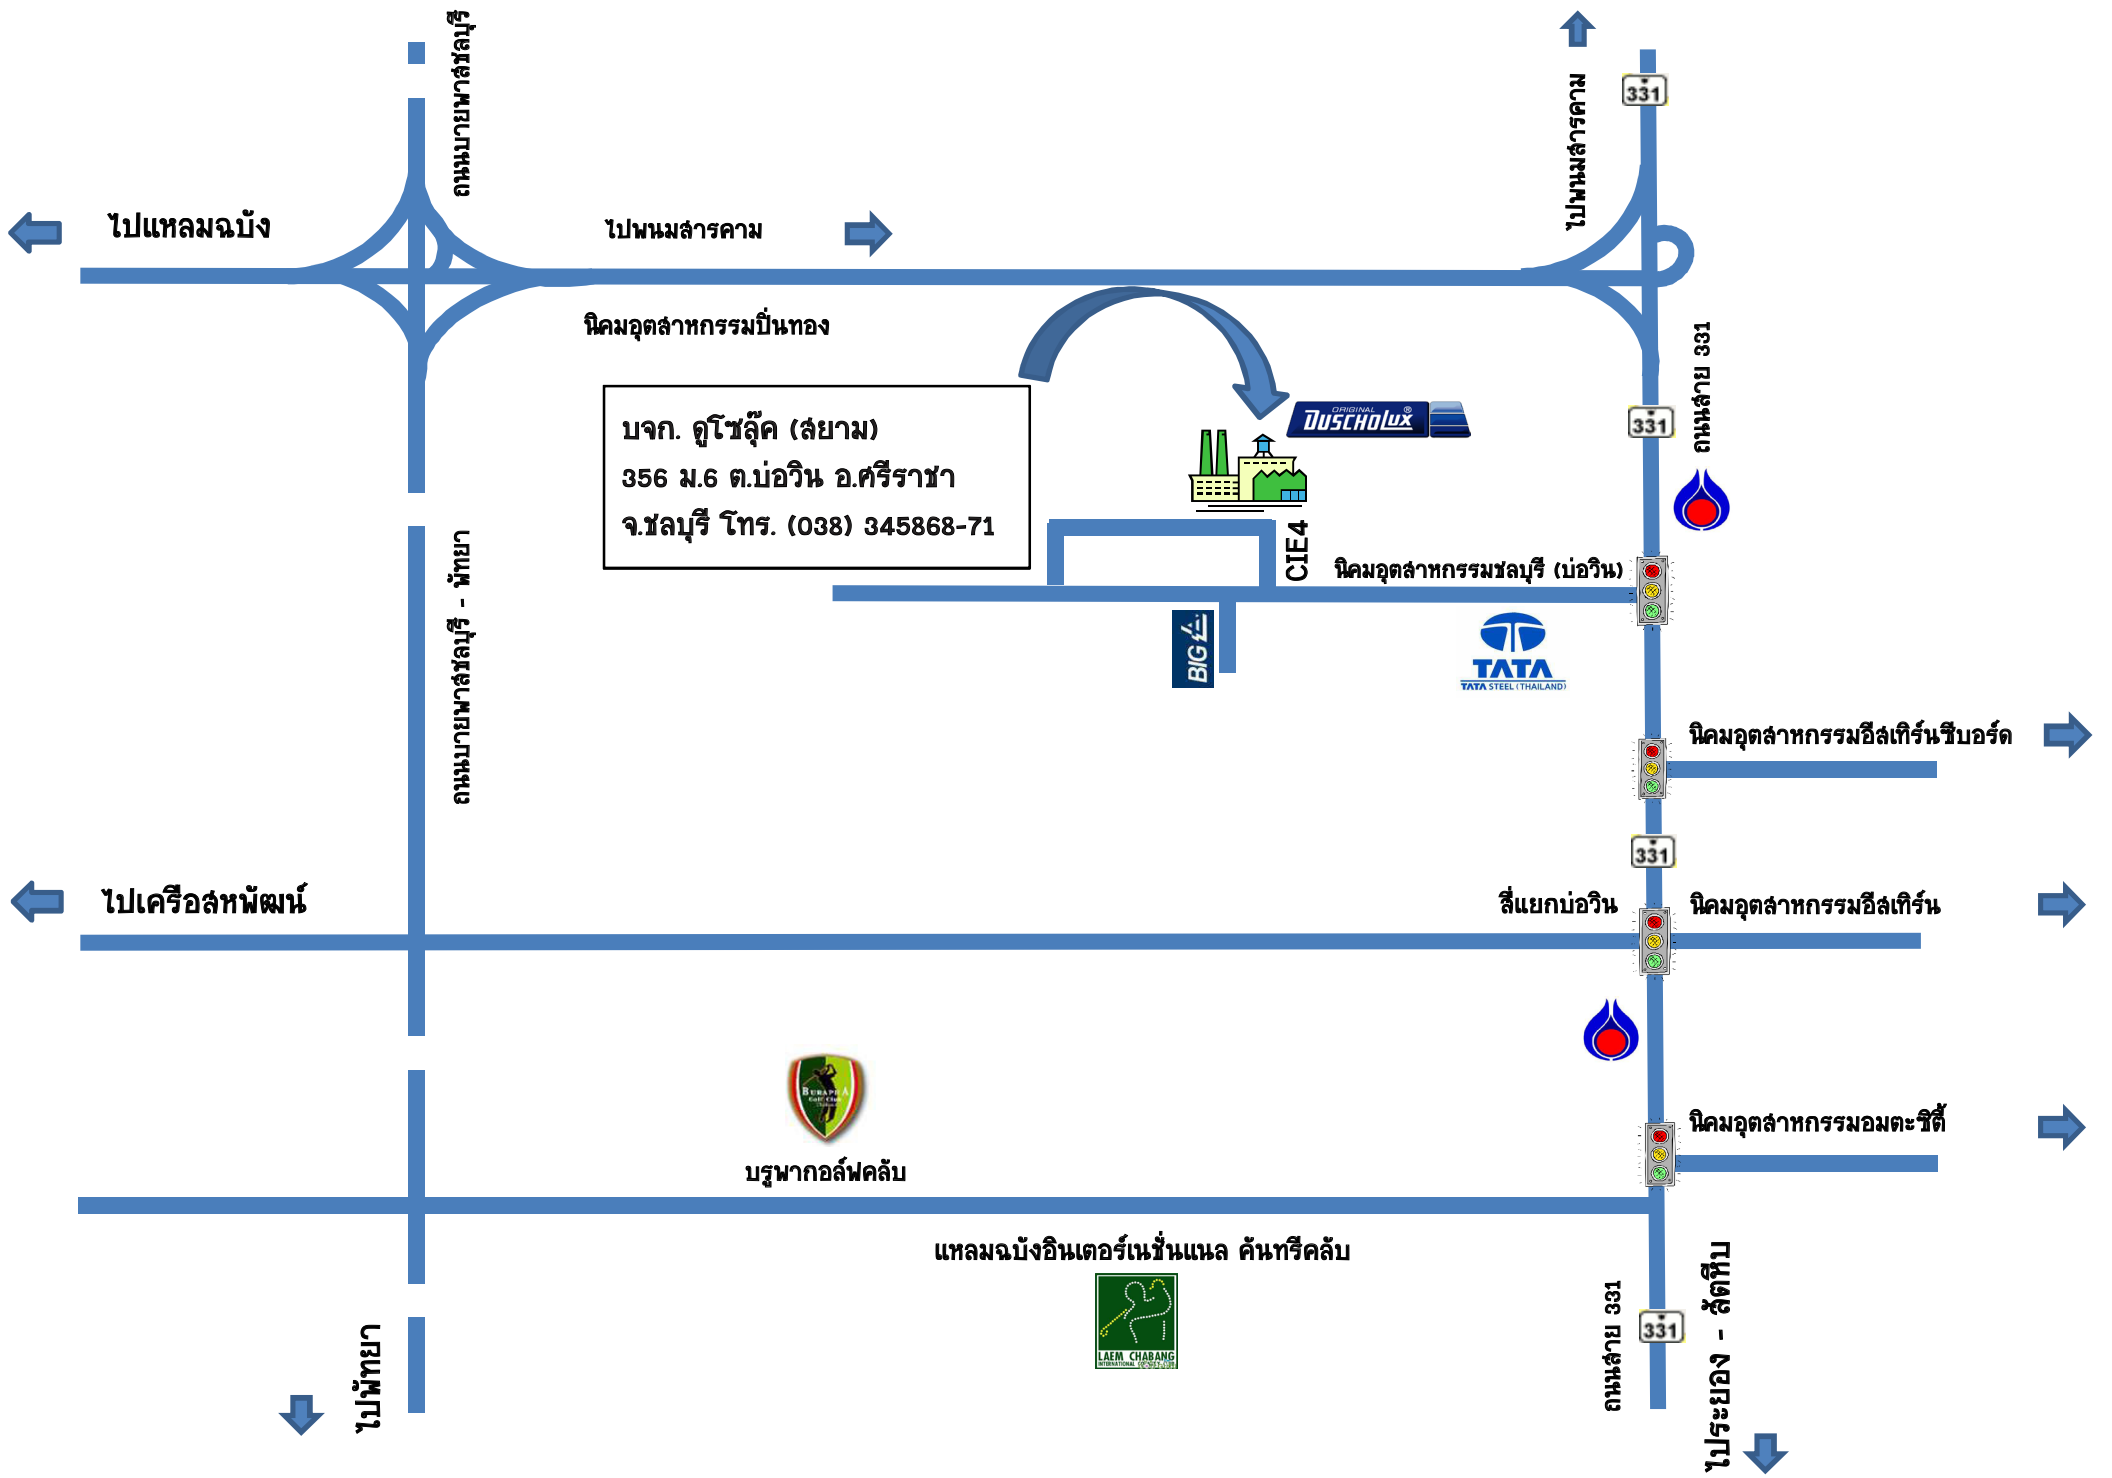 ถนนบายพาสชลบุรี
ไปพนมสารคาม
331
ไปแหลมฉบัง
ไปพนมสารคาม
นิคมอุตสาหกรรมปิ่นทอง
ถนนสาย 331
331
บจก. ดูโชลุ๊ค (สยาม)
356 ม.6 ต.บ่อวิน อ.ศรีราชา
จ.ชลบุรี โทร. (038) 345868-71
ORIGINAL
DUSCHOLUX®
CIE4
นิคมอุตสาหกรรมชลบุรี (บ่อวิน)
ถนนบายพาสชลบุรี - พัทยา
BIG
TATA
TATA STEEL (THAILAND)
นิคมอุตสาหกรรมอีสเทิร์นซีบอร์ด
331
ไปเครือสหพัฒน์
สี่แยกบ่อวิน
นิคมอุตสาหกรรมอีสเทิร์น
BURAPHA
Golf Club
บรูพากอล์ฟคลับ
นิคมอุตสาหกรรมอมตะซิตี้
แหลมฉบังอินเตอร์เนชั่นแนล คันทรีคลับ
LAEM CHABANG
INTERNATIONAL
ถนนสาย 331
331
ไประยอง - สัตหีบ
ไปพัทยา